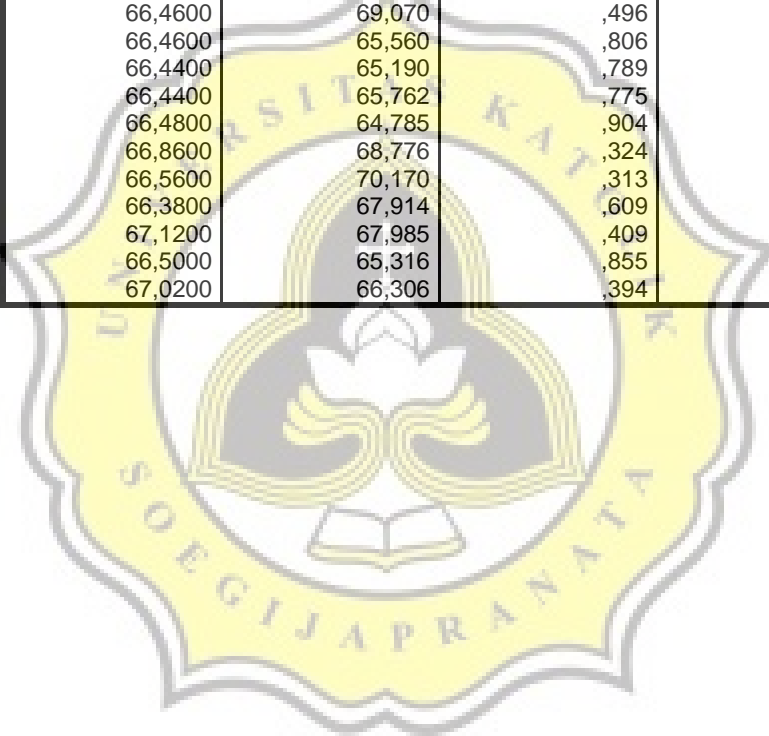 66,4600 69,070 ,496
66,4600 65,560 ,806
66,4400 65,190 ,789
66,4400 65,762 ,775
66,4800 64,785 ,904
66,8600 68,776 ,324
66,5600 70,170 ,313
66,3800 67,914 ,609
67,1200 67,985 ,409
66,5000 65,316 ,855
67,0200 66,306 ,394
UNIVERSITAS KATOLIK
SOEGIJAPRANATA